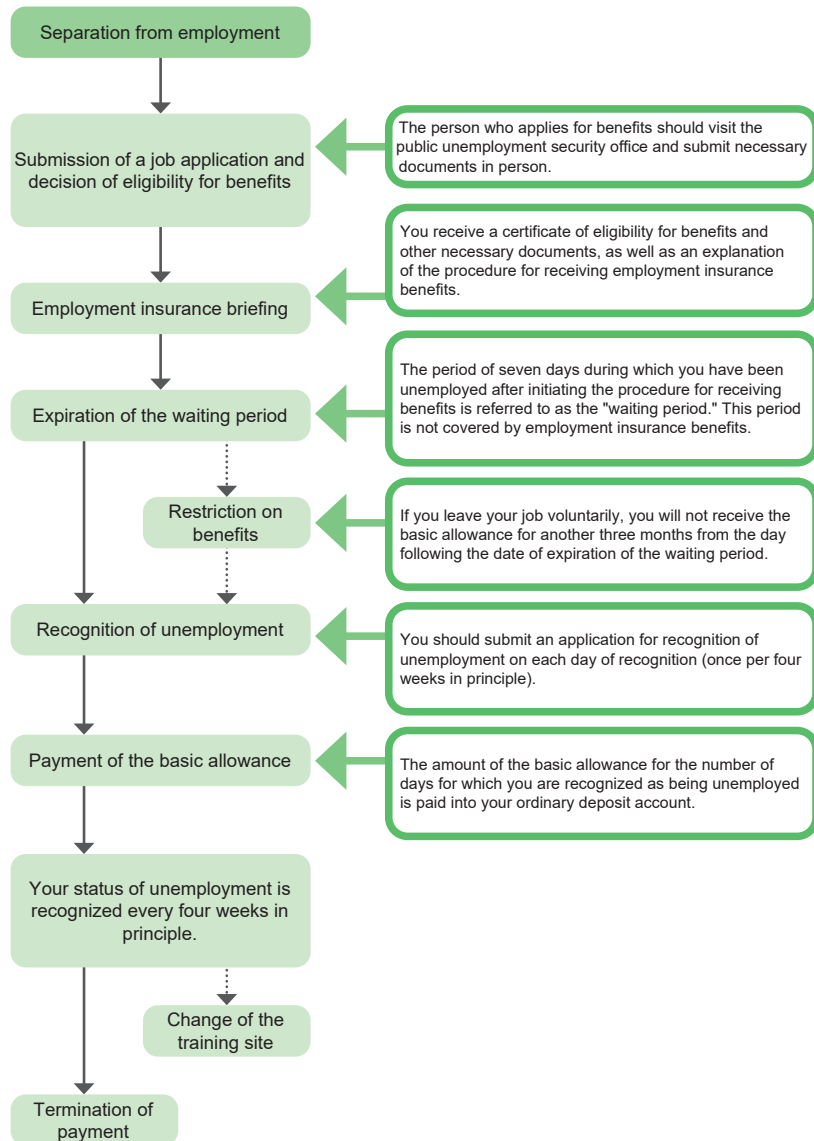 Separation from employment
Submission of a job application and
decision of eligibility for benefits
The person who applies for benefits should visit the
public unemployment security office and submit necessary
documents in person.
You receive a certificate of eligibility for benefits and
other necessary documents, as well as an explanation
of the procedure for receiving employment insurance
benefits.
Employment insurance briefing
The period of seven days during which you have been
unemployed after initiating the procedure for receiving
benefits is referred to as the "waiting period." This period
is not covered by employment insurance benefits.
Expiration of the waiting period
Restriction on
benefits
If you leave your job voluntarily, you will not receive the
basic allowance for another three months from the day
following the date of expiration of the waiting period.
Recognition of unemployment
You should submit an application for recognition of
unemployment on each day of recognition (once per four
weeks in principle).
Payment of the basic allowance
The amount of the basic allowance for the number of
days for which you are recognized as being unemployed
is paid into your ordinary deposit account.
Your status of unemployment is
recognized every four weeks in
principle.
Change of the
training site
Termination of
payment